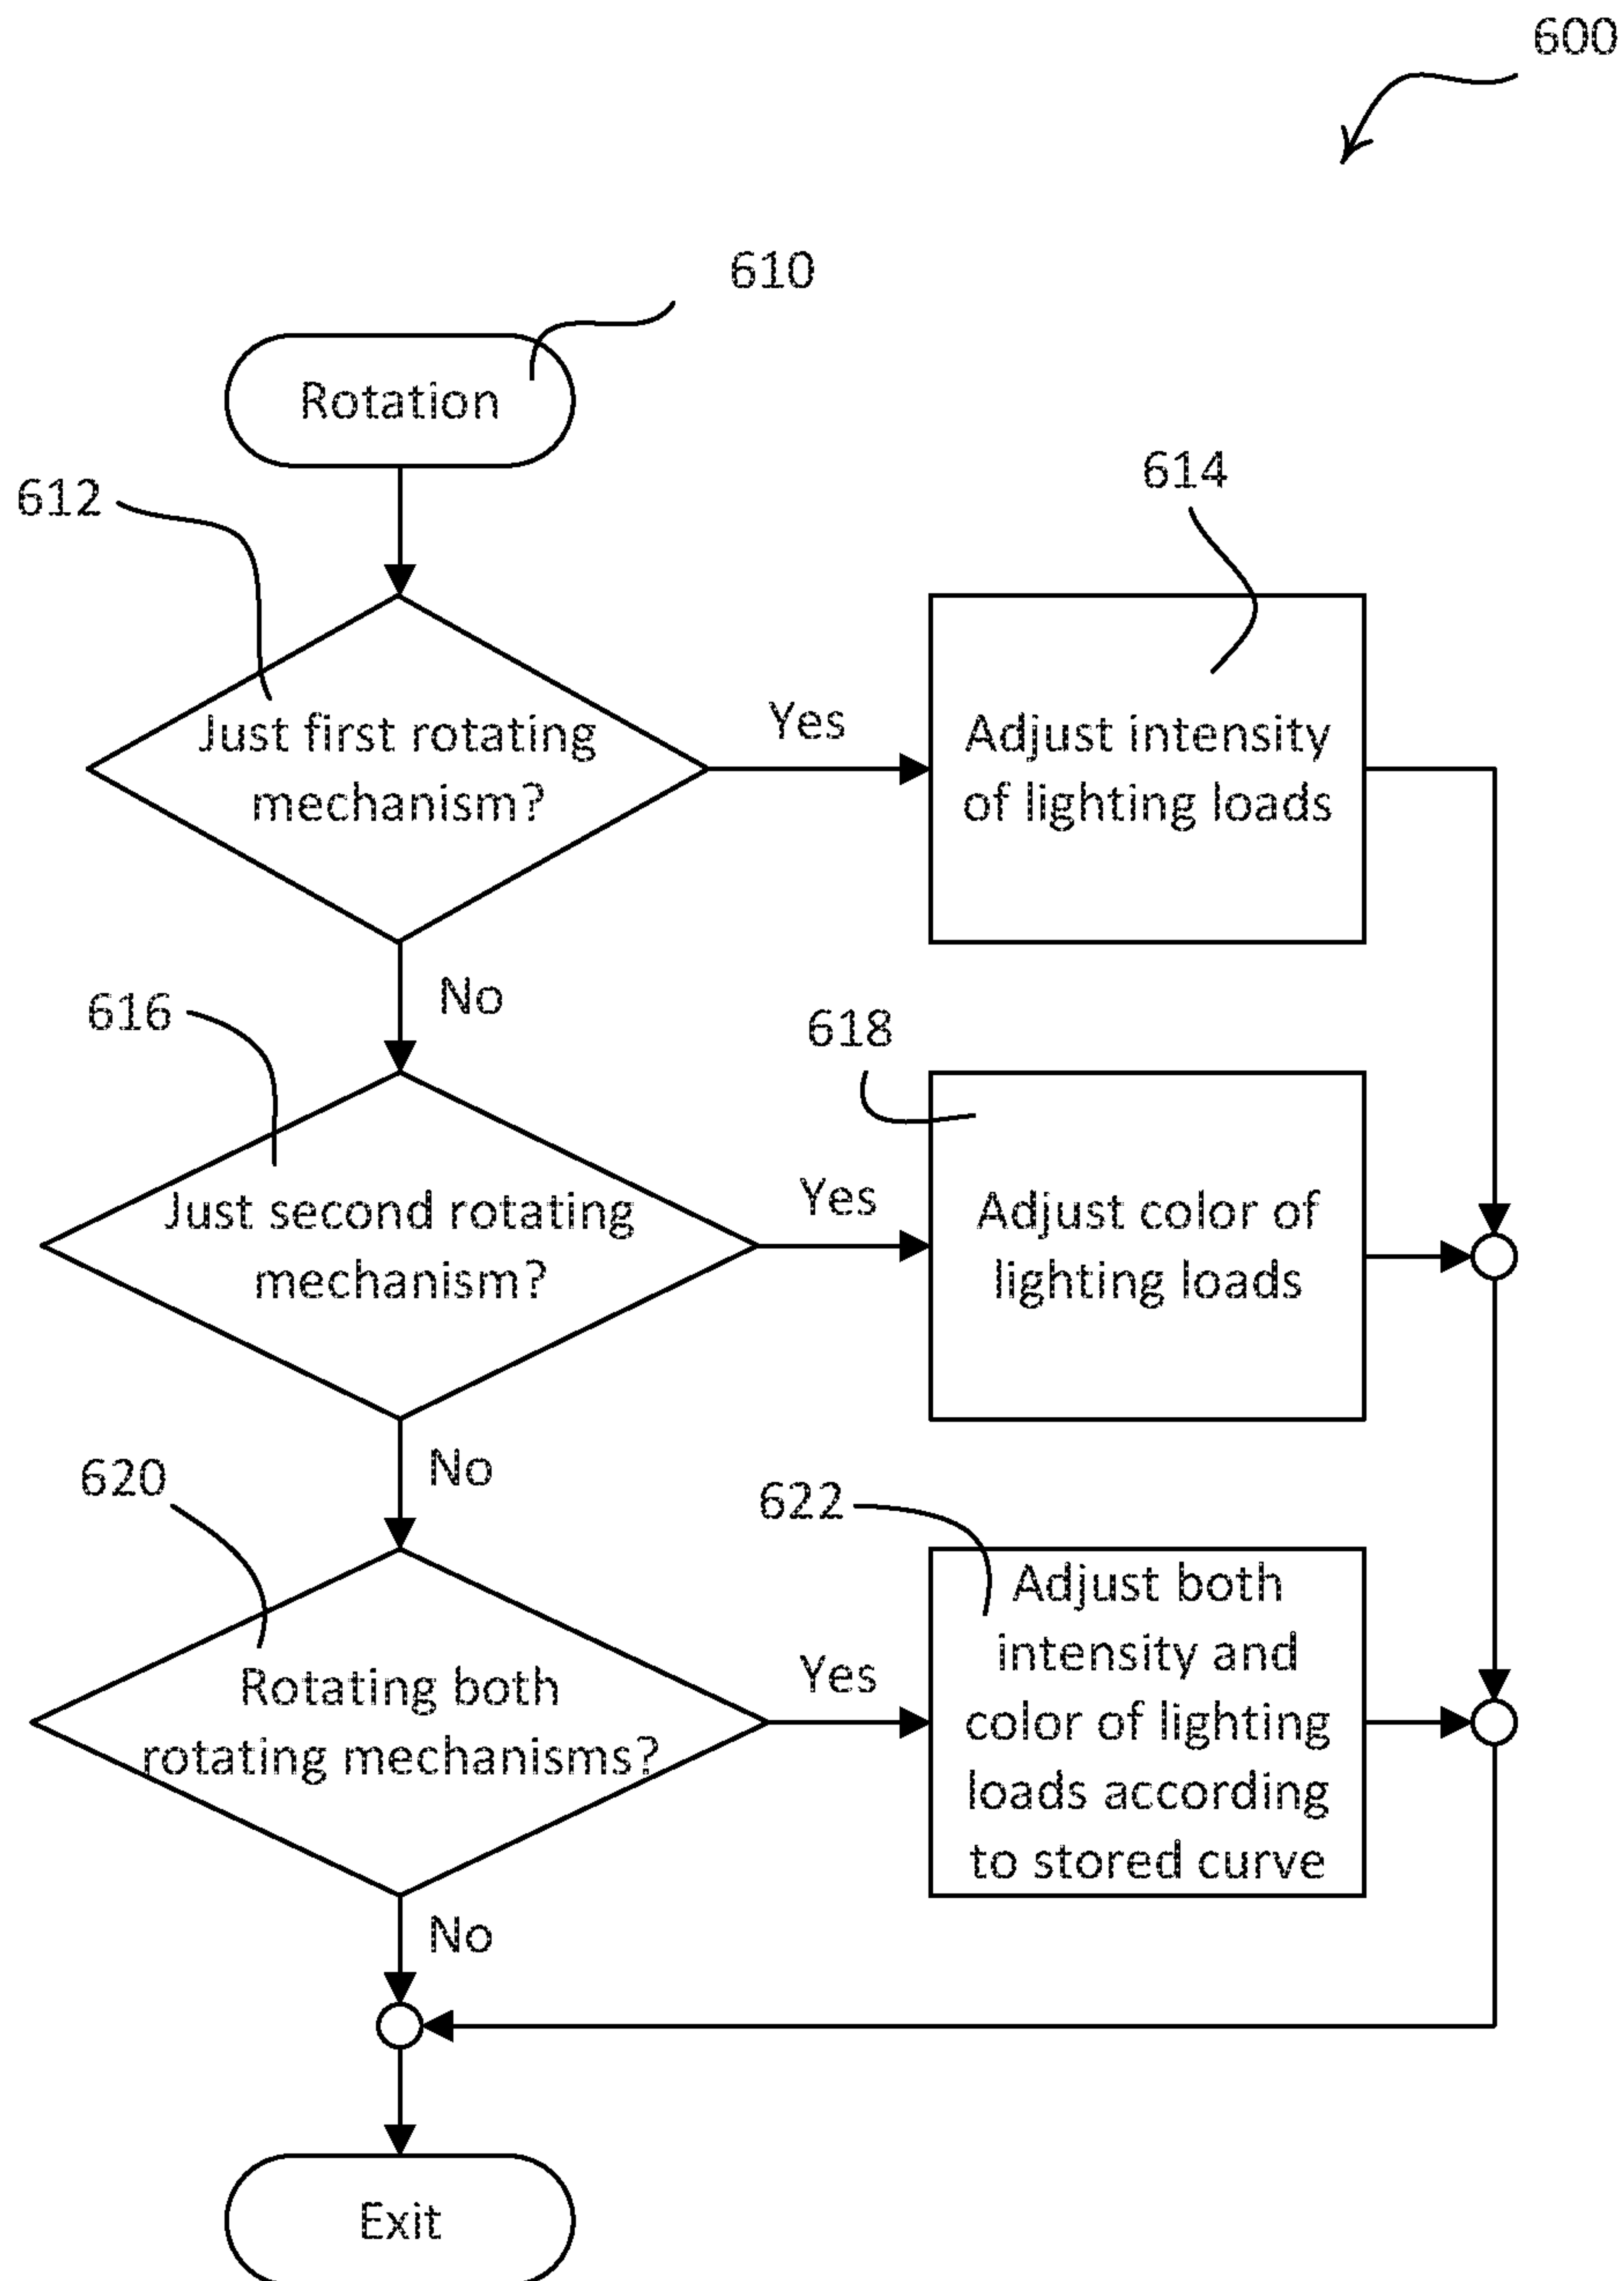 600
610
Rotation
612
614
Just first rotating
mechanism?
Yes
Adjust intensity
of lighting loads
No
616
618
Just second rotating
mechanism?
Yes
Adjust color of
lighting loads
No
620
622
Rotating both
rotating mechanisms?
Yes
Adjust both
intensity and
color of lighting
loads according
to stored curve
No
Exit